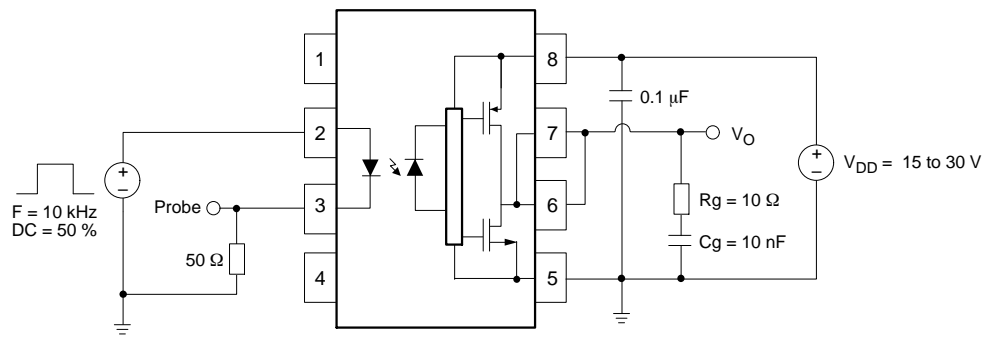 1
8
0.1 μF
2
7
VO
VDD = 15 to 30 V
F = 10 kHz
DC = 50 %
Probe
3
6
Rg = 10 Ω
50 Ω
Cg = 10 nF
4
5